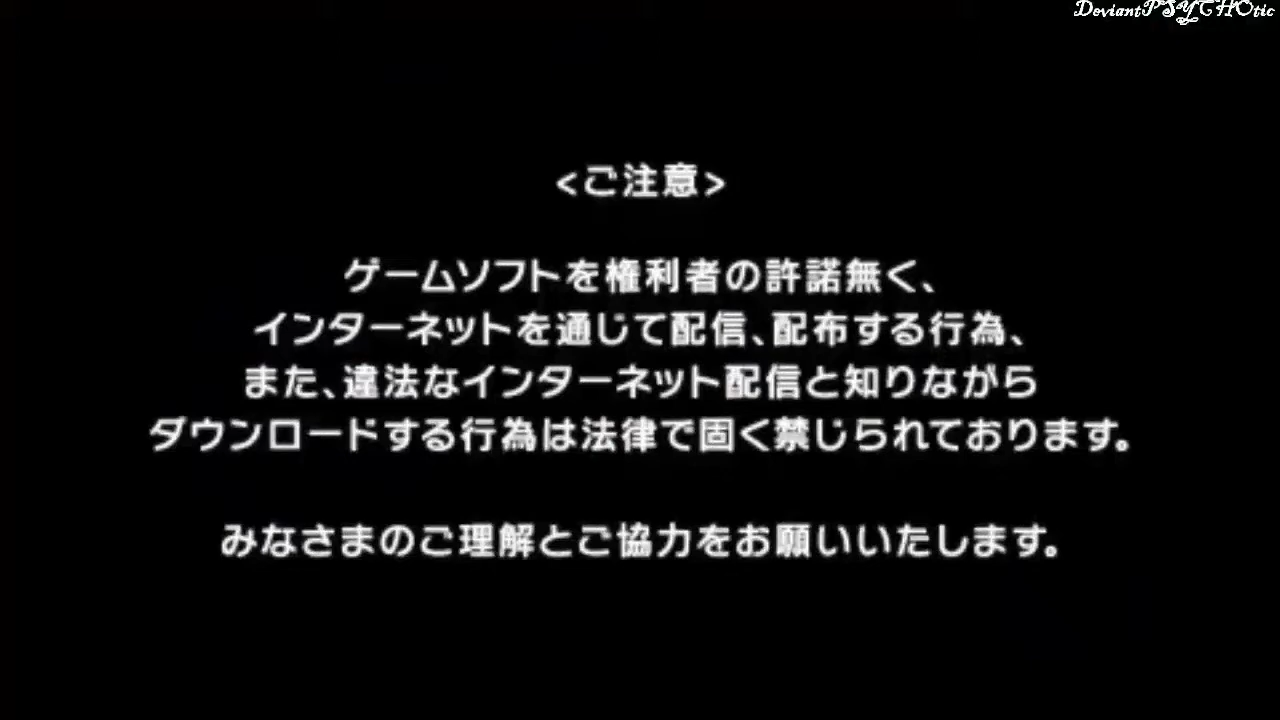 DeviantPSYCHOtic
<ご注意>
ゲームソフトを権利者の許諾無く、
インターネットを通じて配信、配布する行為、
また、違法なインターネット配信と知りながら
ダウンロードする行為は法律で固く禁じられております。
みなさまのご理解とご協力をお願いいたします。